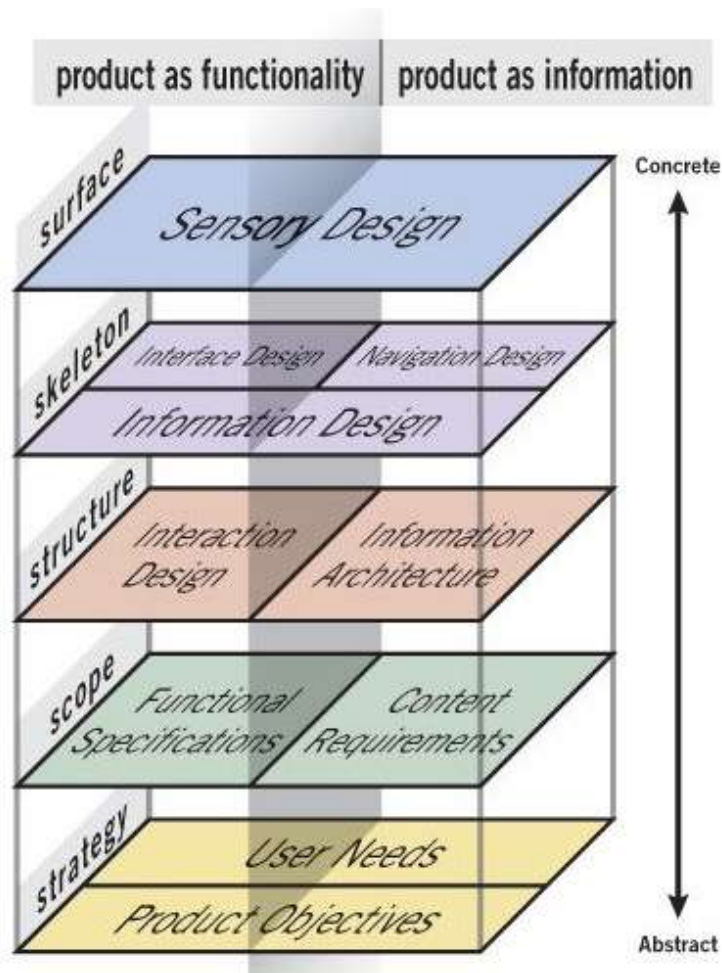 product as functionality
product as information
Concrete
surface
Sensory Design
skeleton
Interface Design
Navigation Design
Information Design
structure
Interaction
Design
Information
Architecture
scope
Functional
Specifications
Content
Requirements
strategy
User Needs
Product Objectives
Abstract